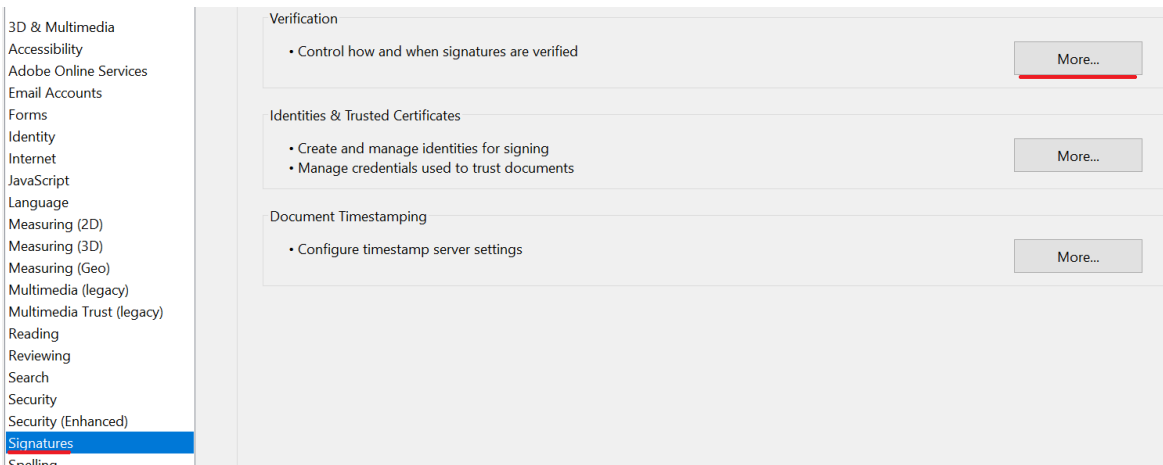 3D & Multimedia
Accessibility
Adobe Online Services
Email Accounts
Forms
Identity
Internet
JavaScript
Language
Measuring (2D)
Measuring (3D)
Measuring (Geo)
Multimedia (legacy)
Multimedia Trust (legacy)
Reading
Reviewing
Search
Security
Security (Enhanced)
Signatures
Spelling
Verification
• Control how and when signatures are verified
More...
Identities & Trusted Certificates
• Create and manage identities for signing
• Manage credentials used to trust documents
More...
Document Timestamping
• Configure timestamp server settings
More...